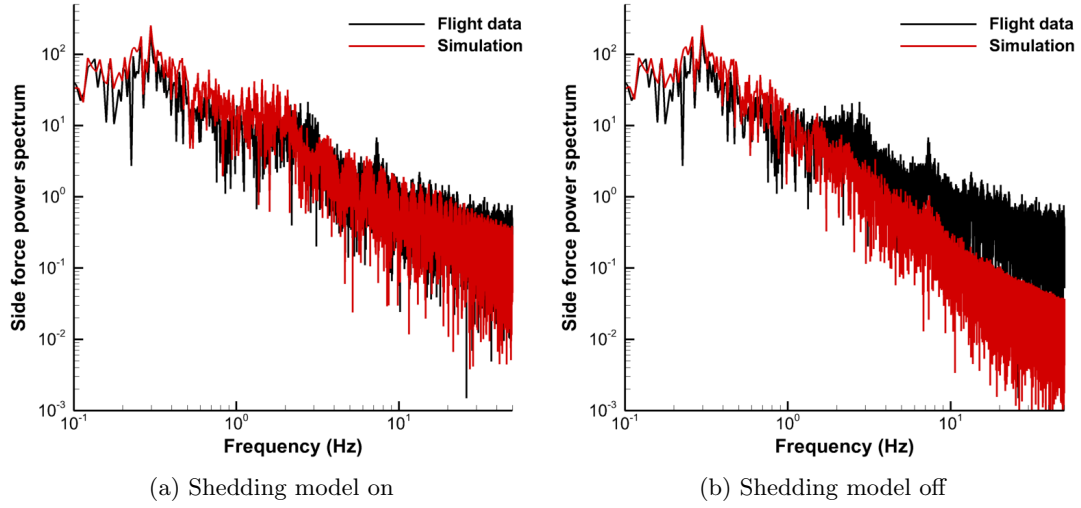 Flight data
Simulation
Side force power spectrum
10^2
10^1
10^0
10^-1
10^-2
10^-3
10^-1
10^0
10^1
Frequency (Hz)
(a) Shedding model on
Flight data
Simulation
Side force power spectrum
10^2
10^1
10^0
10^-1
10^-2
10^-3
10^-1
10^0
10^1
Frequency (Hz)
(b) Shedding model off